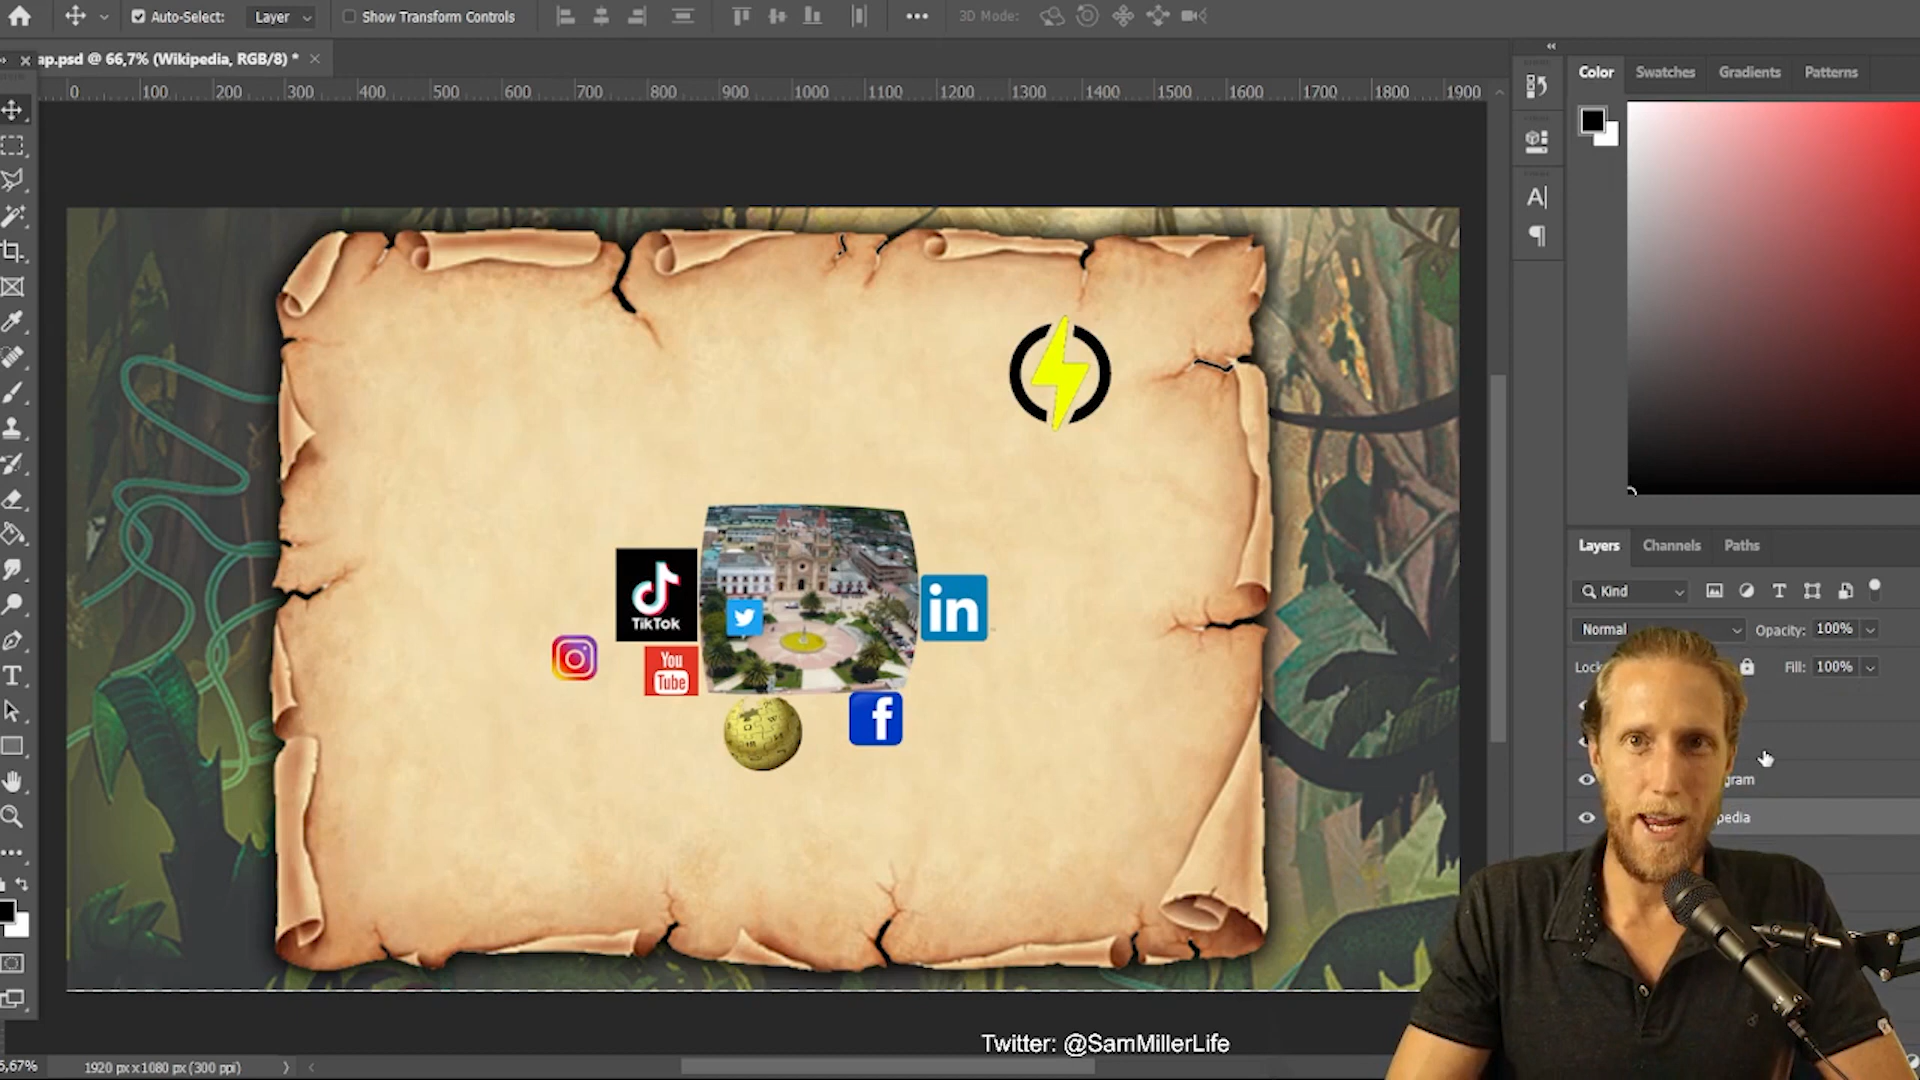 Auto-Select:
Layer
Show Transform Controls
3D Mode:
ap.psd @ 66,7% (Wikipedia, RGB/8) *
0 100 200 300 400 500 600 700 800 900 1000 1100 1200 1300 1400 1500 1600 1700 1800 1900
Color
Swatches
Gradients
Patterns
TikTok
in
You
Tube
f
Layers
Channels
Paths
Kind
Normal
Opacity: 100%
Loc
Fill: 100%
gram
pedia
Twitter: @SamMillerLife
6,67%
1920 px x 1080 px (300 ppi)